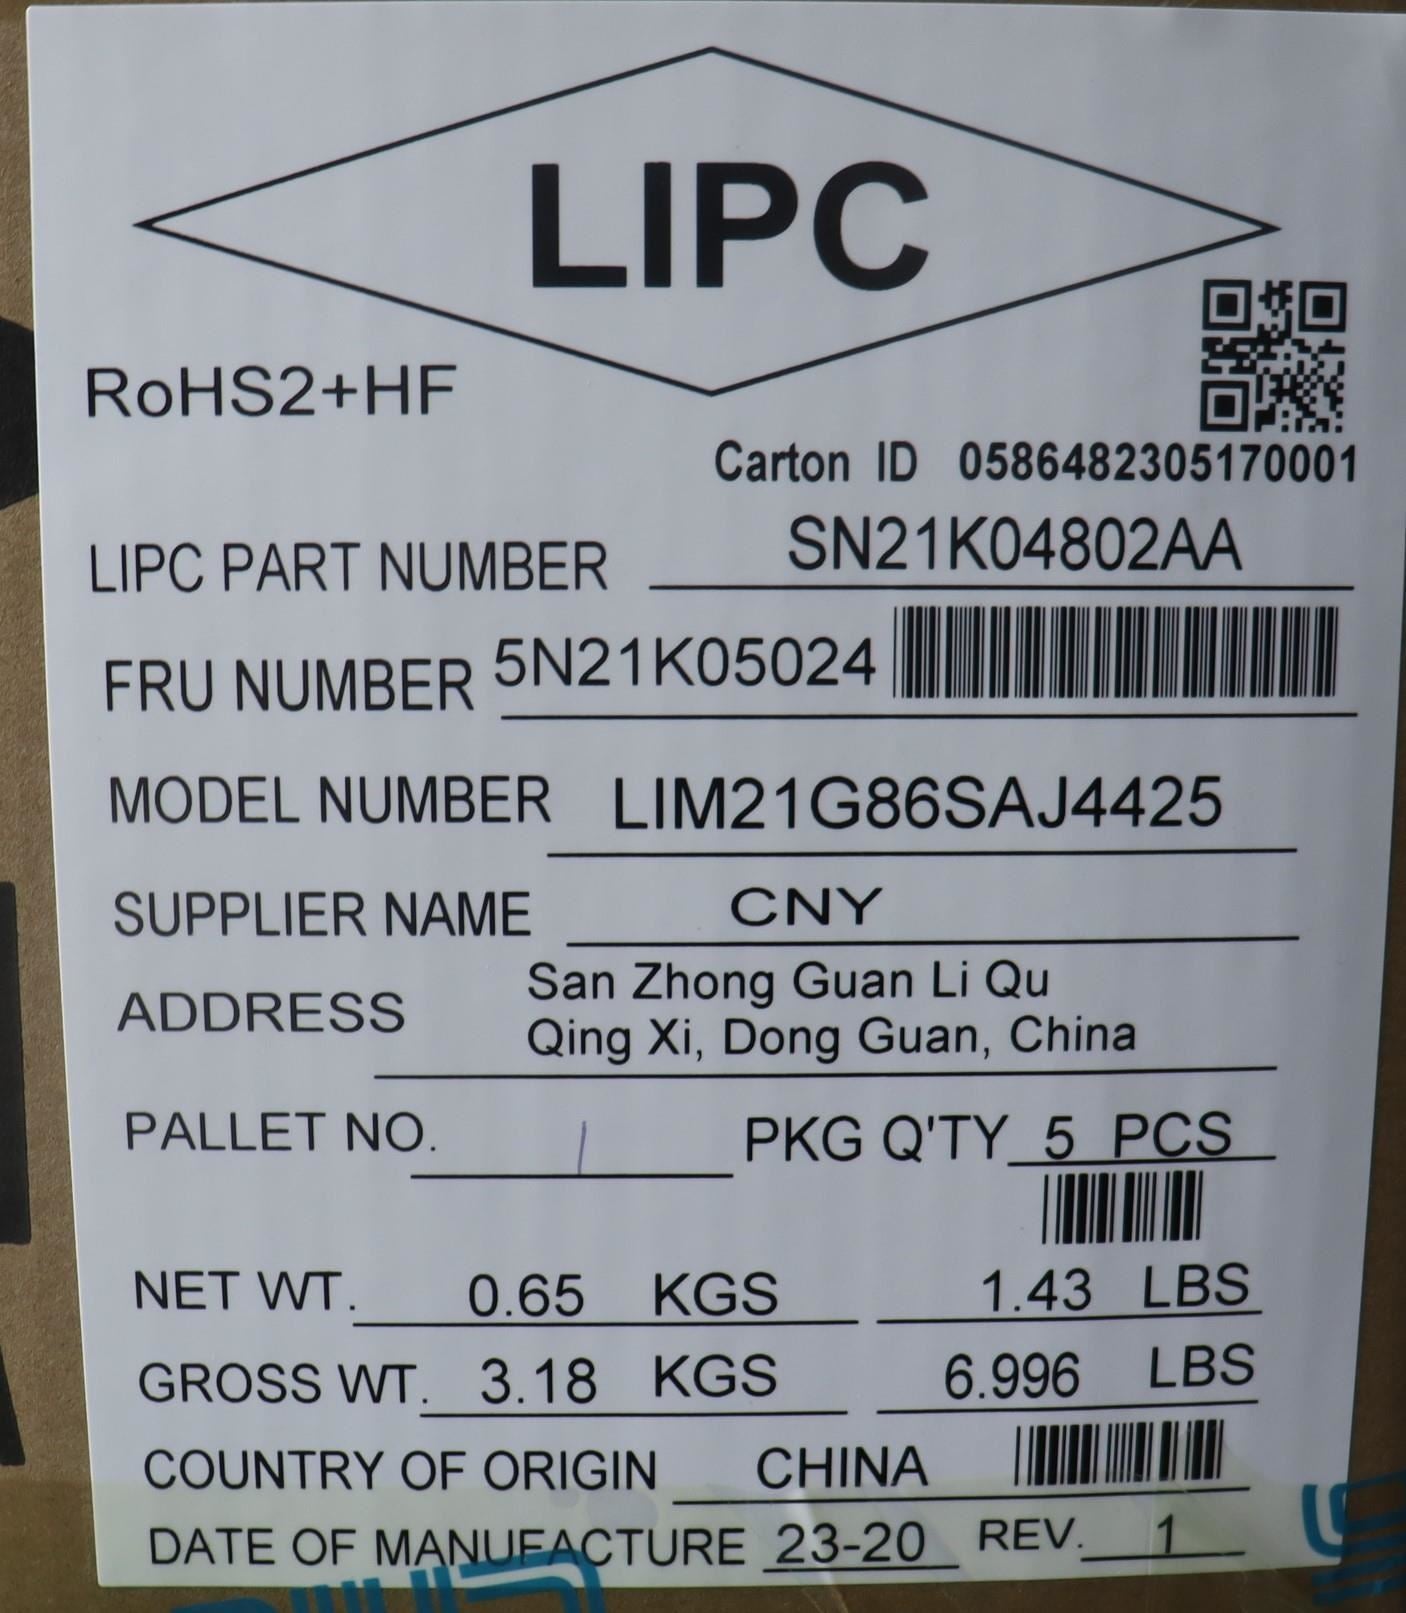 LIPC
RoHS2+HF
Carton ID 0586482305170001
LIPC PART NUMBER SN21K04802AA
FRU NUMBER 5N21K05024
MODEL NUMBER LIM21G86SAJ4425
SUPPLIER NAME CNY
ADDRESS San Zhong Guan Li Qu
Qing Xi, Dong Guan, China
PALLET NO. 1 PKG Q'TY 5 PCS
NET WT. 0.65 KGS 1.43 LBS
GROSS WT. 3.18 KGS 6.996 LBS
COUNTRY OF ORIGIN CHINA
DATE OF MANUFACTURE 23-20 REV. 1